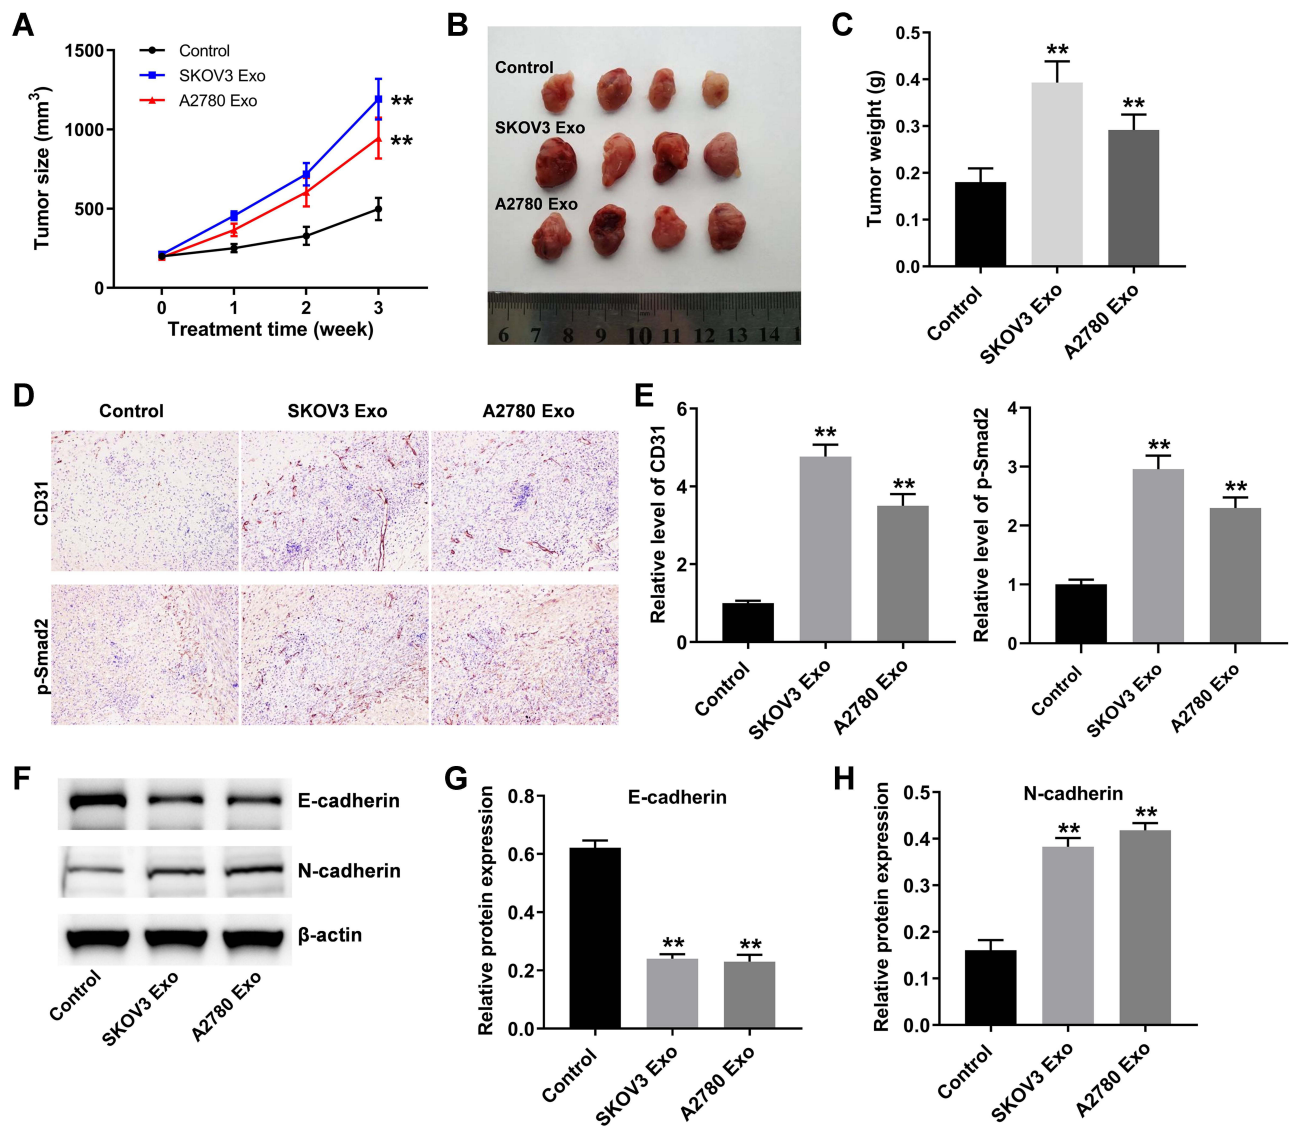 A
Control
SKOV3 Exo
A2780 Exo
1500
1000
500
0
Tumor size (mm³)
0 1 2 3
Treatment time (week)
**
**
B
Control
SKOV3 Exo
A2780 Exo
6 7 8 9 10 11 12 13 14
C
0.5
0.4
0.3
0.2
0.1
0.0
Tumor weight (g)
**
**
Control
SKOV3 Exo
A2780 Exo
D
Control SKOV3 Exo A2780 Exo
CD31
p-Smad2
E
6
4
2
0
Relative level of CD31
**
**
Control
SKOV3 Exo
A2780 Exo
4
3
2
1
0
Relative level of p-Smad2
**
**
Control
SKOV3 Exo
A2780 Exo
F
E-cadherin
N-cadherin
β-actin
Control
SKOV3 Exo
A2780 Exo
G
E-cadherin
0.8
0.6
0.4
0.2
0.0
Relative protein expression
**
**
Control
SKOV3 Exo
A2780 Exo
H
N-cadherin
0.5
0.4
0.3
0.2
0.1
0.0
Relative protein expression
**
**
Control
SKOV3 Exo
A2780 Exo